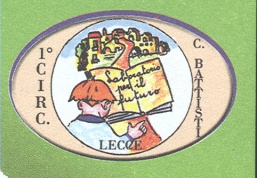 1° CIRC.
C. BATTISTI
Laboratorio
per il
futuro
LECCE